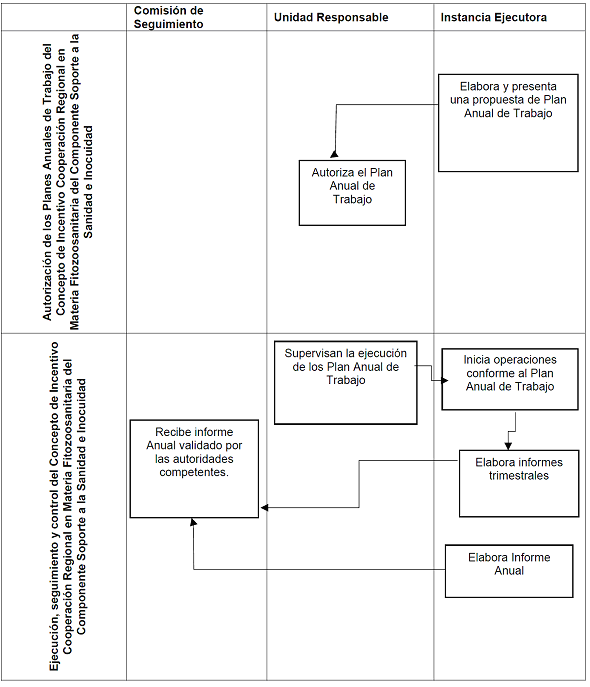 Comisión de
Seguimiento
Unidad Responsable
Instancia Ejecutora
Autorización de los Planes Anuales de Trabajo del
Concepto de Incentivo Cooperación Regional en
Materia Fitozoosanitaria del Componente Soporte a la
Sanidad e Inocuidad
Elabora y presenta
una propuesta de Plan
Anual de Trabajo
Autoriza el Plan
Anual de
Trabajo
Ejecución, seguimiento y control del Concepto de Incentivo
Cooperación Regional en Materia Fitozoosanitaria del
Componente Soporte a la Sanidad e Inocuidad
Supervisan la ejecución
de los Plan Anual de
Trabajo
Inicia operaciones
conforme al Plan
Anual de Trabajo
Recibe informe
Anual validado por
las autoridades
competentes.
Elabora informes
trimestrales
Elabora Informe
Anual